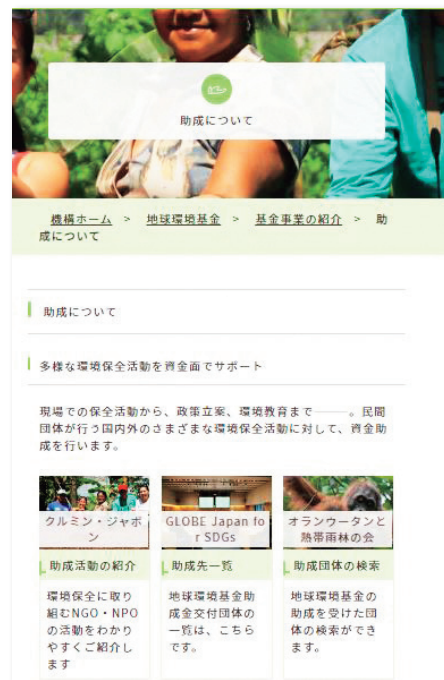 助成について
機構ホーム > 地球環境基金 > 基金事業の紹介 > 助
成について
助成について
多様な環境保全活動を資金面でサポート
現場での保全活動から、政策立案、環境教育まで――。民間
団体が行う国内外のさまざまな環境保全活動に対して、資金助
成を行います。
クルミン・ジャポ
ン
助成活動の紹介
環境保全に取り
組むNGO・NPO
の活動をわかり
やすくご紹介し
ます
GLOBE Japan fo
r SDGs
助成先一覧
地球環境基金助
成金交付団体の
一覧は、こちら
です。
オランウータンと
熱帯雨林の会
助成団体の検索
地球環境基金の
助成を受けた団
体の検索ができ
ます。